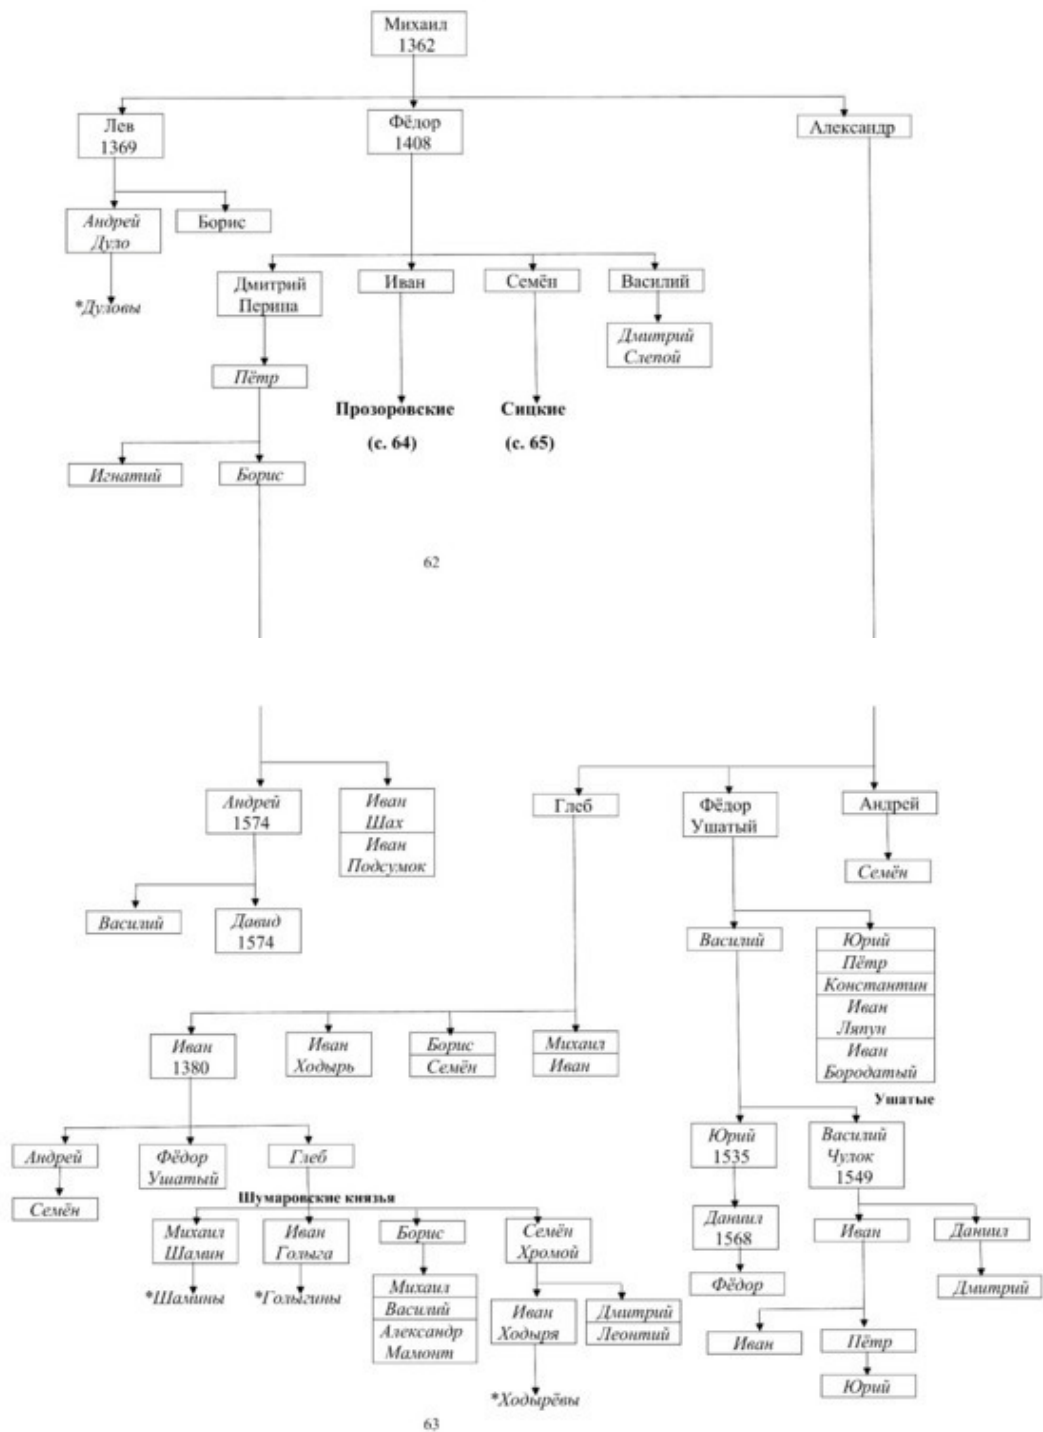 Михаил
1362
Лев
1369
Фёдор
1408
Александр
Андрей
Дуло
Борис
*Дуловы
Дмитрий
Перина
Иван
Семён
Василий
Дмитрий
Слепой
Пётр
Прозоровские
(с. 64)
Сицкие
(с. 65)
Игнатий
Борис
62
Андрей
1574
Иван
Шах
Иван
Подсумок
Глеб
Фёдор
Ушатый
Андрей
Семён
Василий
Давид
1574
Василий
Юрий
Пётр
Константин
Иван
Ляпун
Иван
Бородатый
Ушатые
Иван
1380
Иван
Ходырь
Борис
Семён
Михаил
Иван
Андрей
Фёдор
Ушатый
Глеб
Юрий
1535
Василий
Чулок
1549
Семён
Шумаровские князья
Михаил
Шамин
Иван
Голыга
Борис
Семён
Хромой
Даниил
1568
Иван
Даниил
*Шамины
*Голыгины
Михаил
Василий
Александр
Мамонт
Иван
Ходыря
Дмитрий
Леонтий
Фёдор
Дмитрий
Иван
Пётр
Юрий
*Ходырёвы
63